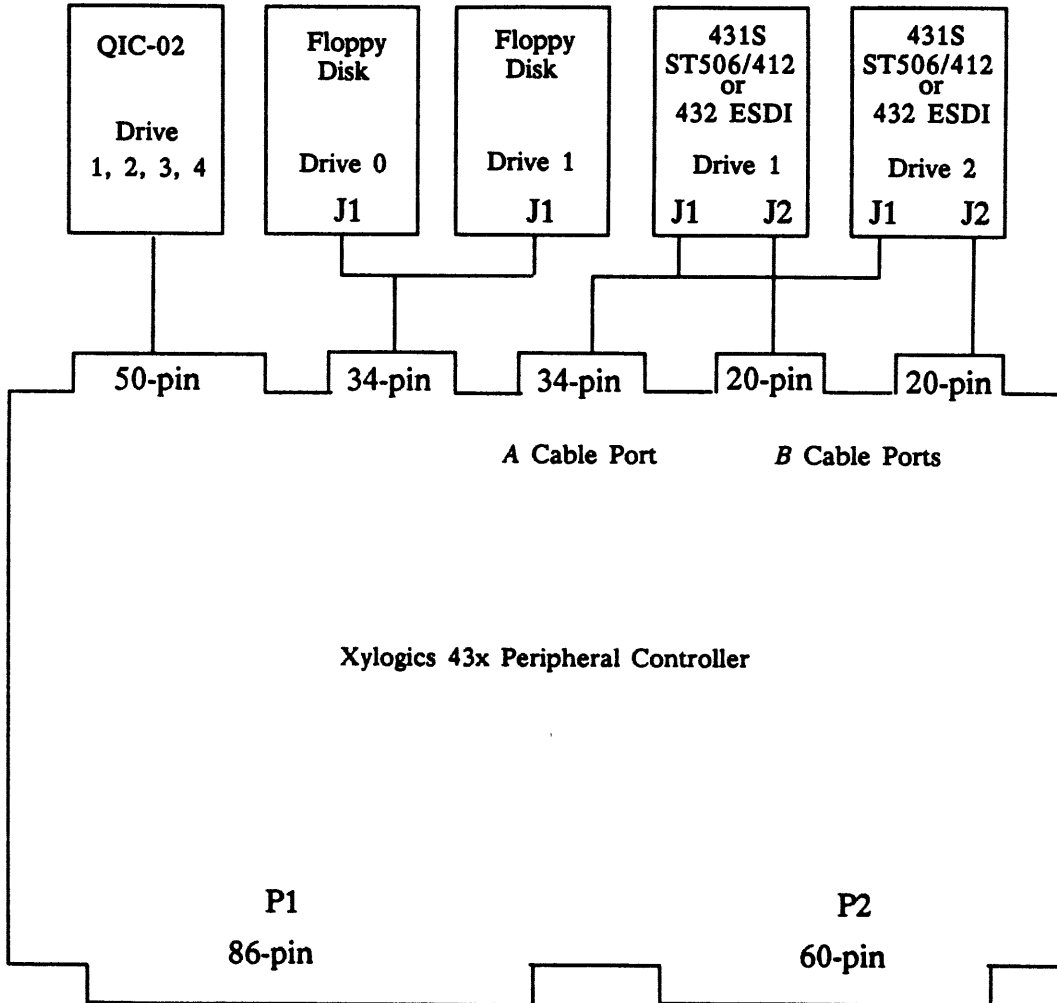 QIC-02
Drive
1, 2, 3, 4
Floppy
Disk
Drive 0
J1
Floppy
Disk
Drive 1
J1
431S
ST506/412
or
432 ESDI
Drive 1
J1 J2
431S
ST506/412
or
432 ESDI
Drive 2
J1 J2
50-pin
34-pin
34-pin
20-pin
20-pin
A Cable Port
B Cable Ports
Xylogics 43x Peripheral Controller
P1
86-pin
P2
60-pin